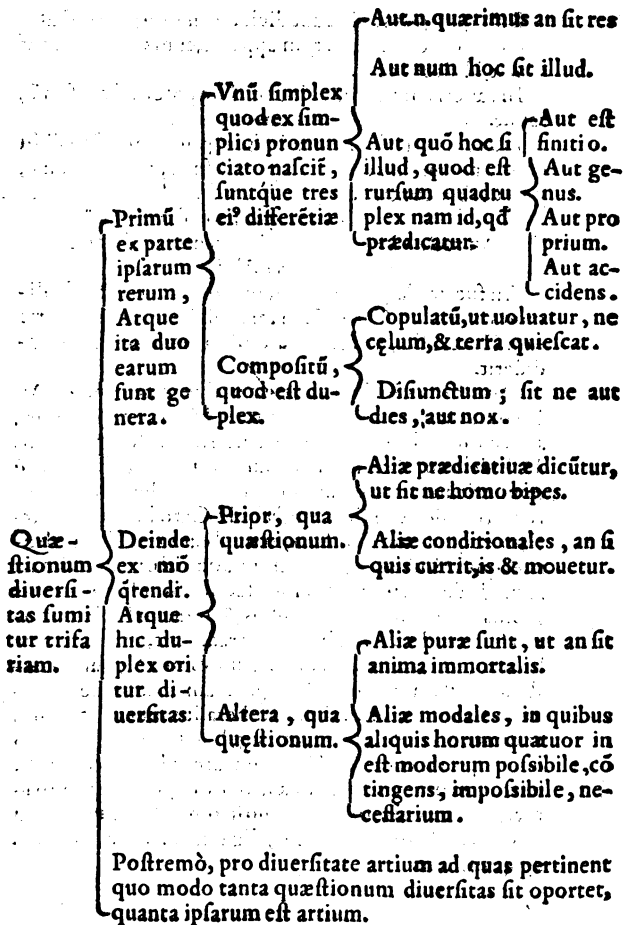 Quæ-
ſtionum
diuerſi-
tas ſumi
tur trifa
riam.
Primũ
ex parte
ipſarum
rerum,
Atque
ita duo
earum
ſunt ge
nera.
Vnũ ſimplex
quod ex ſim-
plici pronun
ciato naſcit̃,
ſuntq́ue tres
eiꝰ differẽtiæ
Aut.n.quærimus an ſit res
Aut num hoc ſit illud.
Aut quõ hoc ſi
illud, quod eſt
rurſum quadru
plex nam id, qđ
prædicatur.
Aut eſt
finitio.
Aut ge-
nus.
Aut pro
prium.
Aut ac-
cidens.
Compoſitũ,
quod eſt du-
plex.
Copulatũ, ut uoluatur, ne
cęlum, & terra quieſcat.
Diſiunctum; ſit ne aut
dies, aut nox.
Deinde
ex mõ
q̃rendi.
Atque
hic du-
plex ori
tur di-
uerſitas:
Prior, qua
quæſtionum.
Aliæ prædicatiuæ dicũtur,
ut ſit ne homo bipes.
Aliæ conditionales, an ſi
quis currit, is & mouetur.
Altera, qua
quęſtionum.
Aliæ puræ ſunt, ut an ſit
anima immortalis.
Aliæ modales, in quibus
aliquis horum quatuor in
eſt modorum poſsibile, cõ
tingens, impoſsibile, ne-
ceſſarium.
Poſtremò, pro diuerſitate artium ad quas pertinent
quo modo tanta quæſtionum diuerſitas ſit oportet,
quanta ipſarum eſt artium.